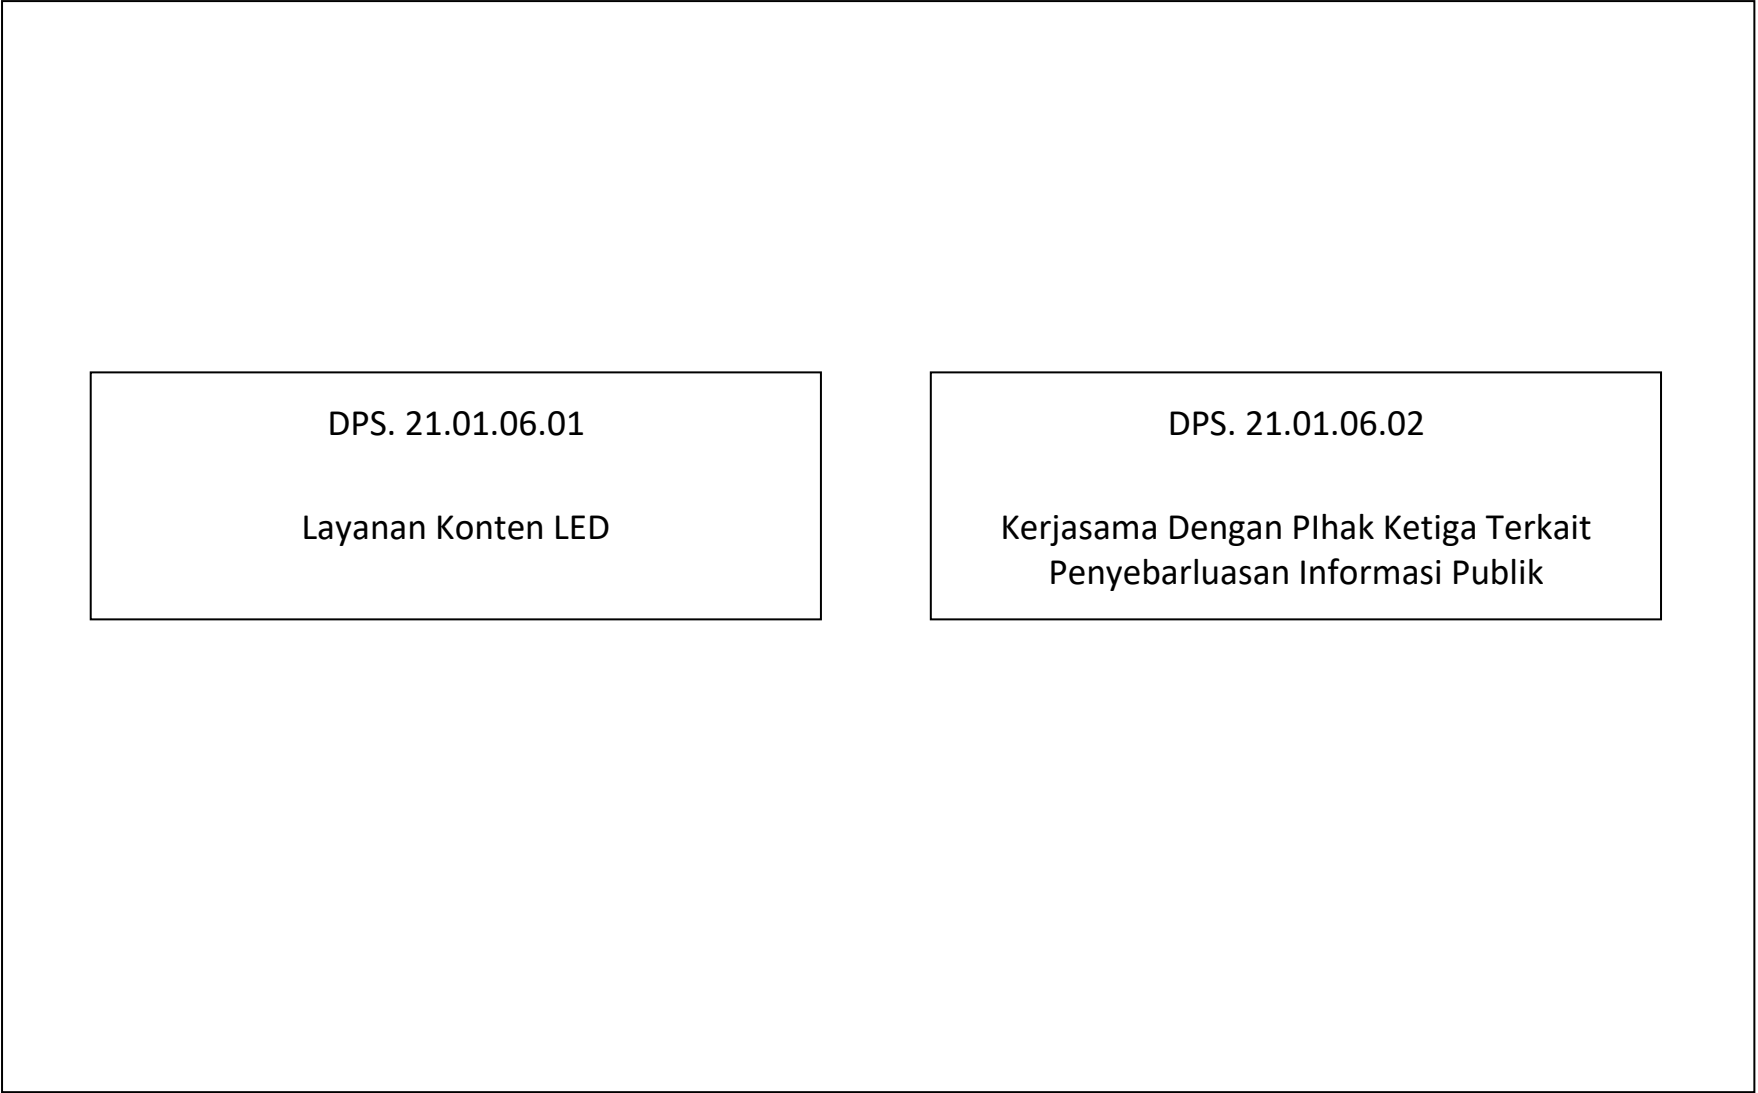 DPS. 21.01.06.01
Layanan Konten LED
DPS. 21.01.06.02
Kerjasama Dengan PIhak Ketiga Terkait
Penyebarluasan Informasi Publik